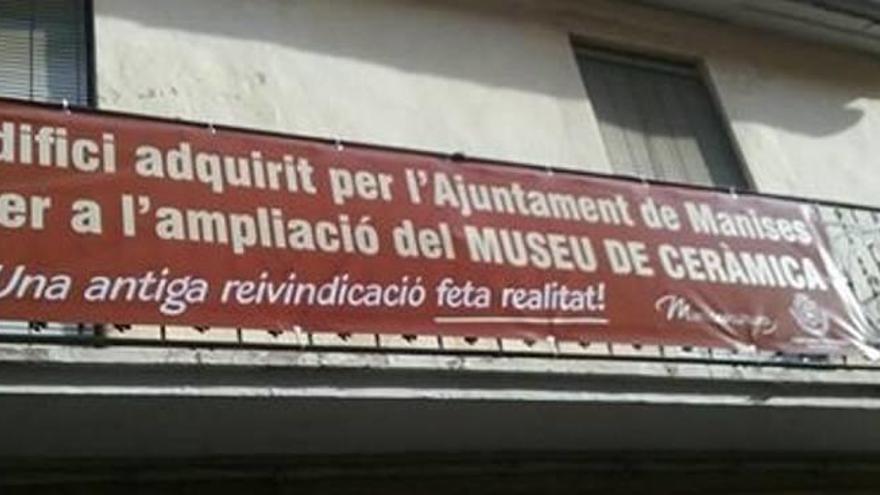 difici adquirit per l'Ajuntament de Manises
er a l'ampliació del MUSEU DE CERÀMICA
Una antiga reivindicació feta realitat!